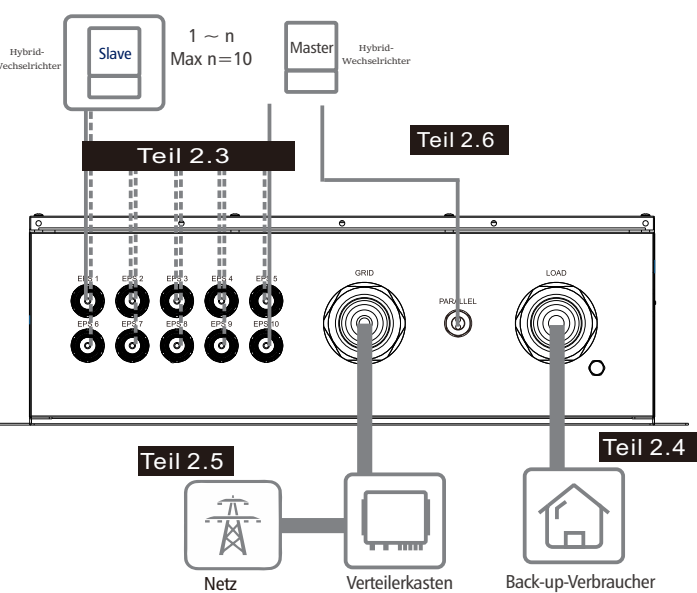 Hybrid-
Wechselrichter
Slave
1 ~ n
Max n=10
Master
Hybrid-
Wechselrichter
Teil 2.3
Teil 2.6
EPS 1
EPS 2
EPS 3
EPS 4
EPS 5
GRID
PARALLEL
LOAD
EPS 6
EPS 7
EPS 8
EPS 9
EPS 10
Teil 2.5
Teil 2.4
Netz
Verteilerkasten
Back-up-Verbraucher